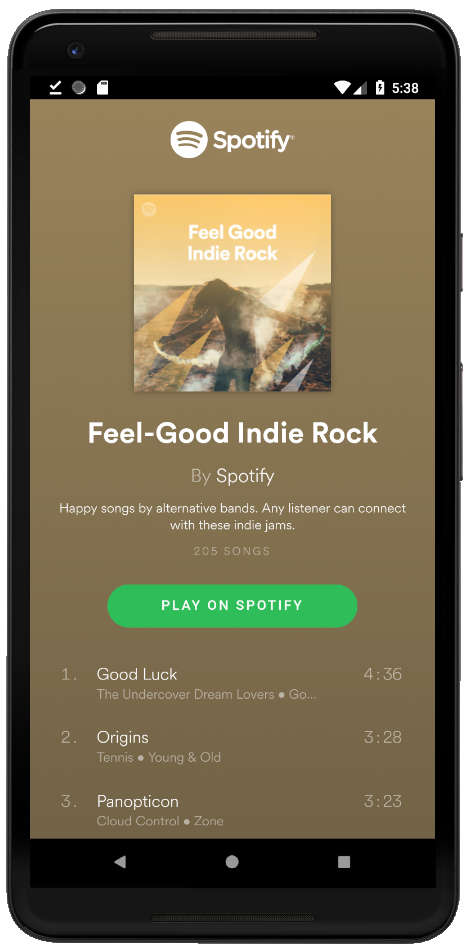 5:38
Spotify®
Feel Good
Indie Rock
Feel-Good Indie Rock
By Spotify
Happy songs by alternative bands. Any listener can connect
with these indie jams.
205 SONGS
PLAY ON SPOTIFY
1. Good Luck 4:36
The Undercover Dream Lovers • Go...
2. Origins 3:28
Tennis • Young & Old
3. Panopticon 3:23
Cloud Control • Zone